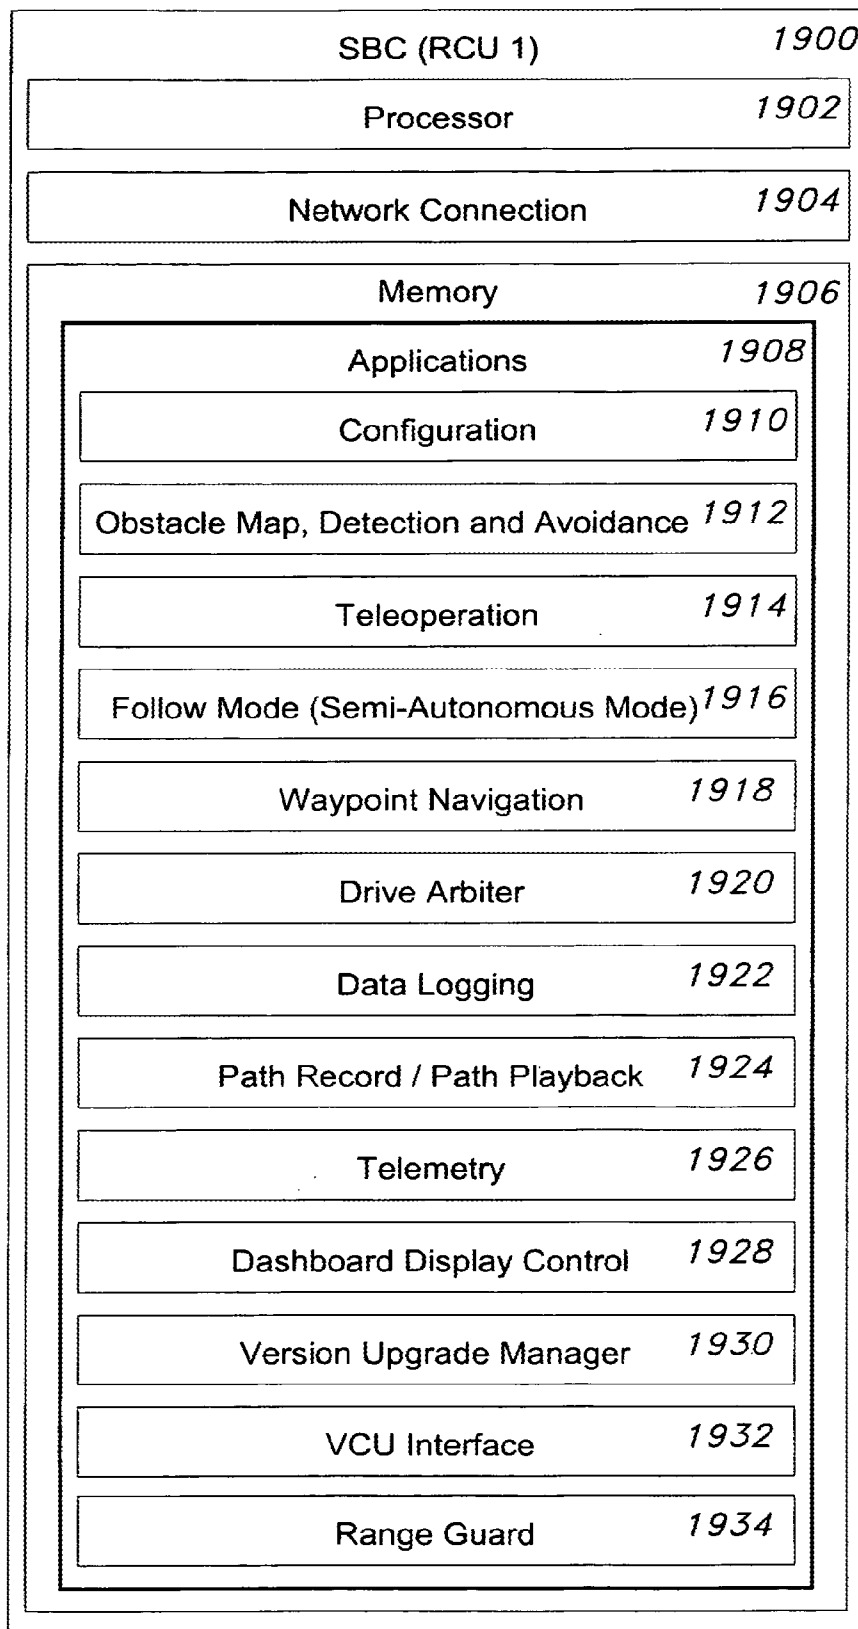 SBC (RCU 1) 1900
Processor 1902
Network Connection 1904
Memory 1906
Applications 1908
Configuration 1910
Obstacle Map, Detection and Avoidance 1912
Teleoperation 1914
Follow Mode (Semi-Autonomous Mode) 1916
Waypoint Navigation 1918
Drive Arbiter 1920
Data Logging 1922
Path Record / Path Playback 1924
Telemetry 1926
Dashboard Display Control 1928
Version Upgrade Manager 1930
VCU Interface 1932
Range Guard 1934